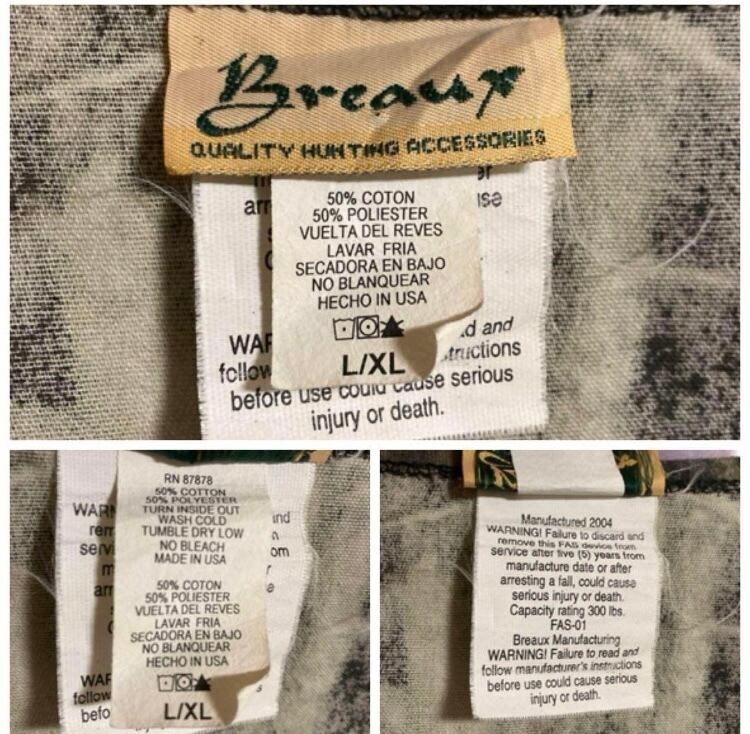 Breaux
QUALITY HUNTING ACCESSORIES
50% COTON
50% POLIESTER
VUELTA DEL REVES
LAVAR FRIA
SECADORA EN BAJO
NO BLANQUEAR
HECHO IN USA
L/XL
d and
follow
structions
before use could cause serious
injury or death.
RN 87878
50% COTTON
50% POLYESTER
TURN INSIDE OUT
WASH COLD
TUMBLE DRY LOW
NO BLEACH
MADE IN USA
50% COTON
50% POLIESTER
VUELTA DEL REVES
LAVAR FRIA
SECADORA EN BAJO
NO BLANQUEAR
HECHO IN USA
L/XL
Manufactured 2004
WARNING! Failure to discard and
remove this FAS device from
service after five (5) years from
manufacture date or after
arresting a fall, could cause
serious injury or death.
Capacity rating 300 lbs.
FAS-01
Breaux Manufacturing
WARNING! Failure to read and
follow manufacturer's instructions
before use could cause serious
injury or death.